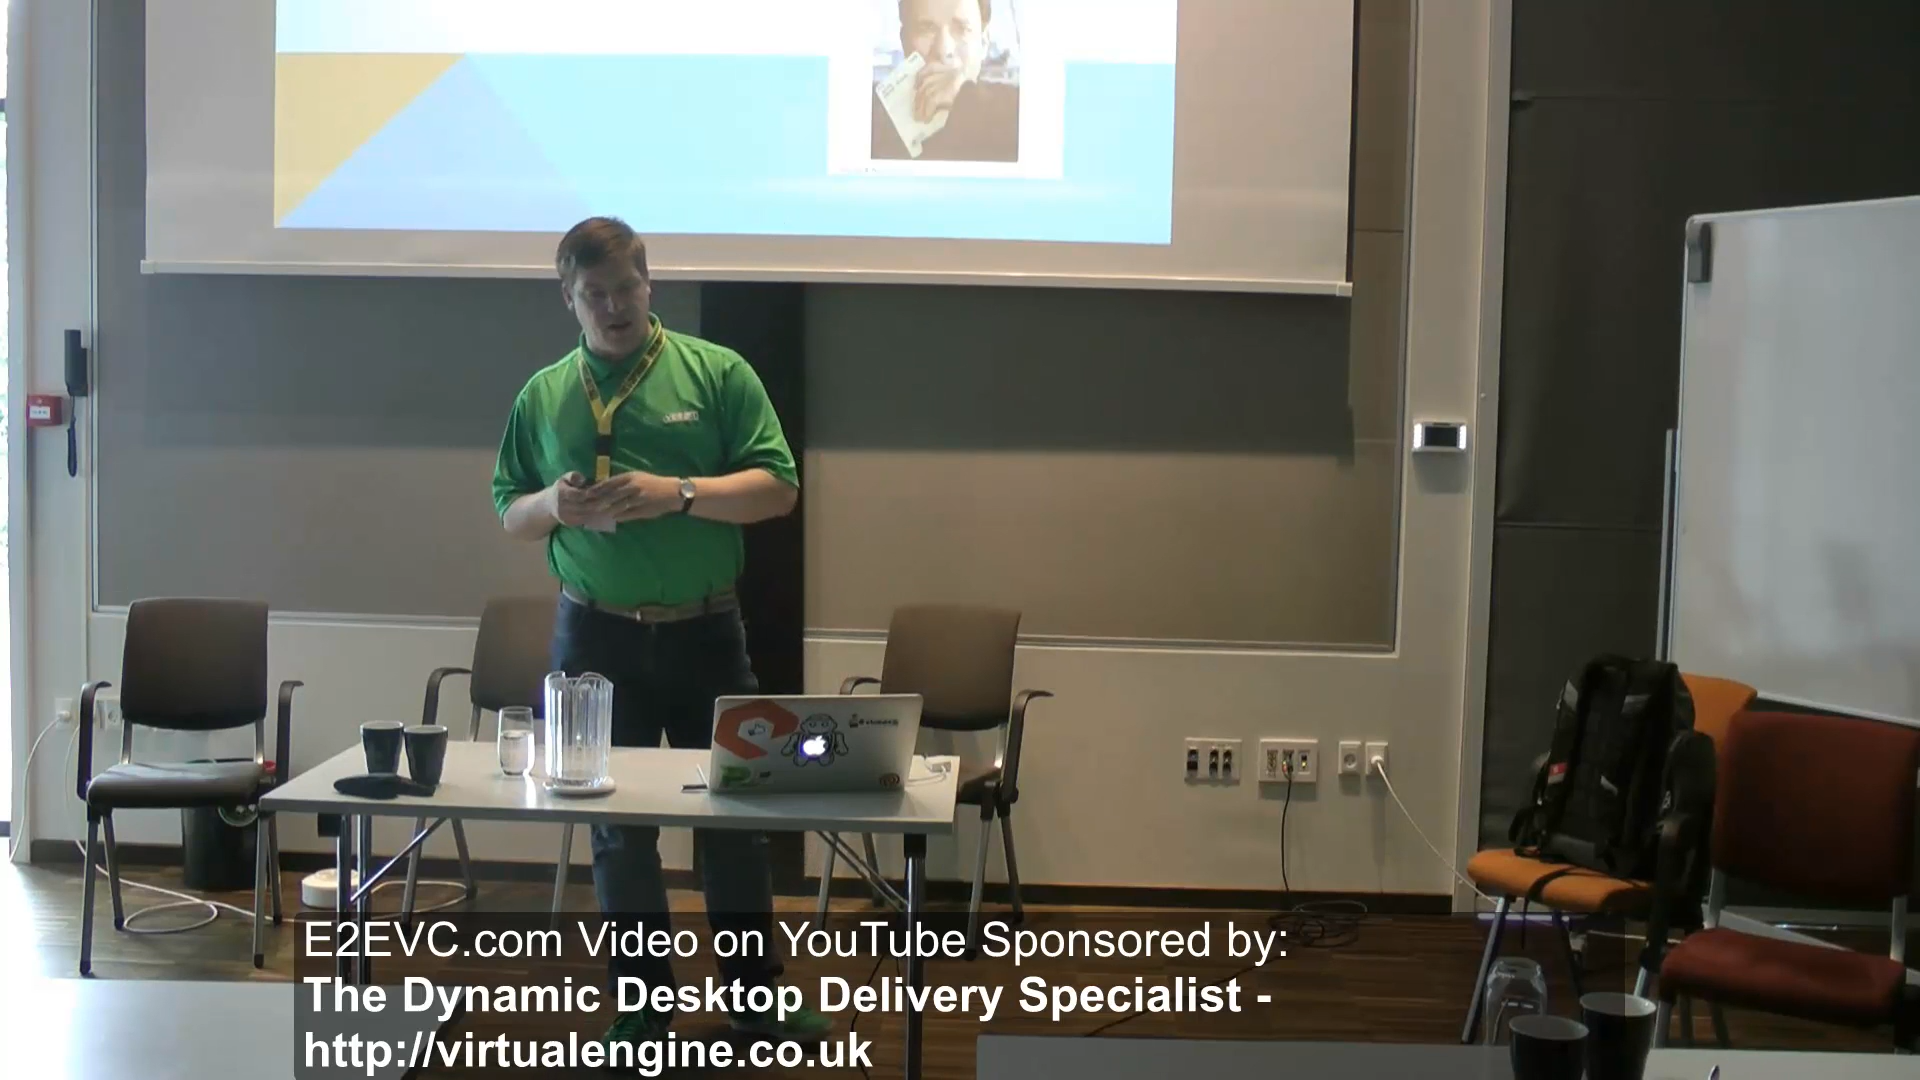 E2EVC.com Video on YouTube Sponsored by:
The Dynamic Desktop Delivery Specialist -
http://virtualengine.co.uk